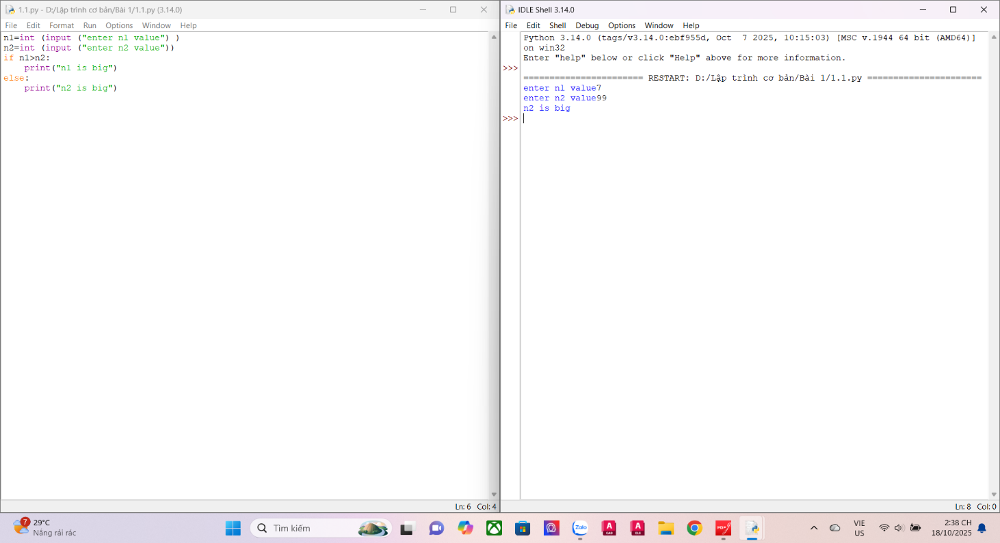 1.1.py - D:/Lập trình cơ bản/Bài 1/1.1.py (3.14.0)
File Edit Format Run Options Window Help
n1=int (input ("enter n1 value") )
n2=int (input ("enter n2 value"))
if n1>n2:
    print("n1 is big")
else:
    print("n2 is big")
Ln: 6 Col: 4
IDLE Shell 3.14.0
File Edit Shell Debug Options Window Help
Python 3.14.0 (tags/v3.14.0:ebf955d, Oct  7 2025, 10:15:03) [MSC v.1944 64 bit (AMD64)]
on win32
Enter "help" below or click "Help" above for more information.
>>>
======================= RESTART: D:/Lập trình cơ bản/Bài 1/1.1.py ======================
enter n1 value7
enter n2 value99
n2 is big
>>>
Ln: 8 Col: 0
7
29°C
Nắng rải rác
Tìm kiếm
Zalo
A CAD
A ELC
PDF
VIE
US
2:38 CH
18/10/2025